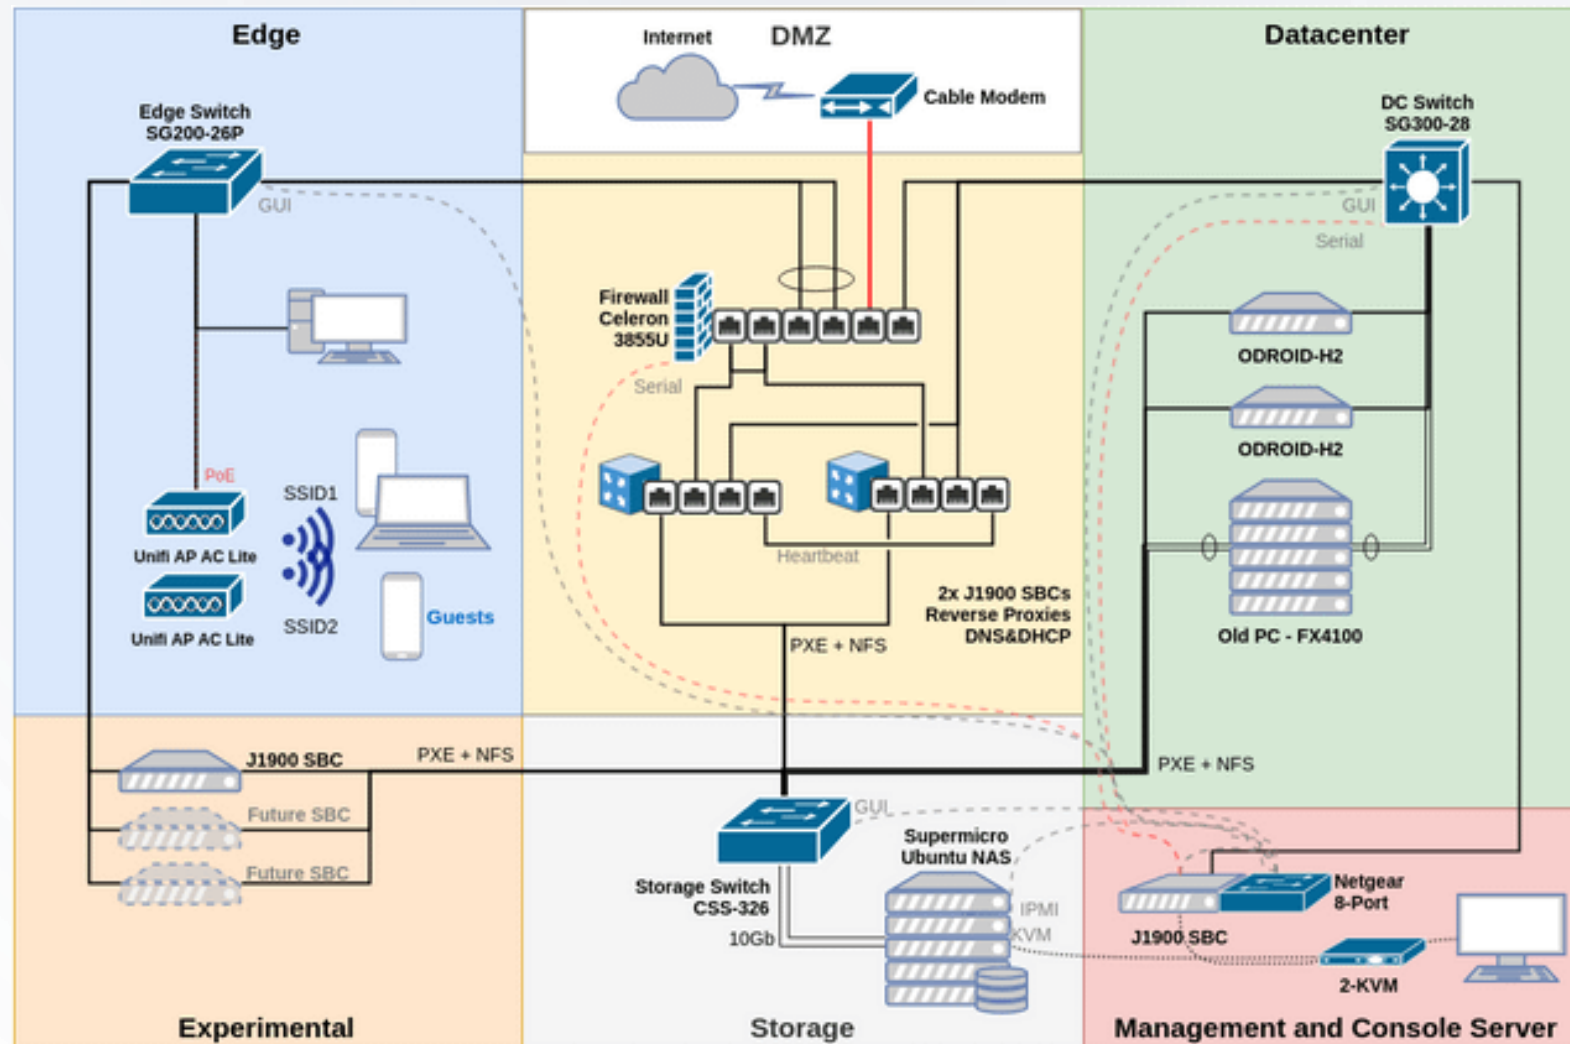 Edge
DMZ
Datacenter
Internet
Cable Modem
Edge Switch
SG200-26P
DC Switch
SG300-28
GUI
GUI
Serial
Firewall
Celeron
3855U
Serial
ODROID-H2
ODROID-H2
PoE
SSID1
Unifi AP AC Lite
Unifi AP AC Lite
SSID2
Guests
Heartbeat
2x J1900 SBCs
Reverse Proxies
DNS&DHCP
PXE + NFS
Old PC - FX4100
J1900 SBC
PXE + NFS
PXE + NFS
Future SBC
Future SBC
GUI
Supermicro
Ubuntu NAS
Storage Switch
CSS-326
10Gb
IPMI
KVM
Netgear
8-Port
J1900 SBC
2-KVM
Experimental
Storage
Management and Console Server